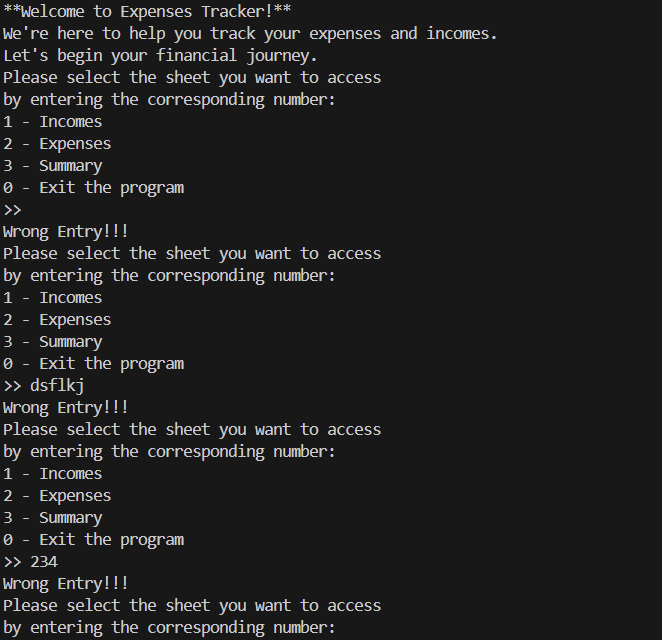 **Welcome to Expenses Tracker!**
We're here to help you track your expenses and incomes.
Let's begin your financial journey.
Please select the sheet you want to access
by entering the corresponding number:
1 - Incomes
2 - Expenses
3 - Summary
0 - Exit the program
>>
Wrong Entry!!!
Please select the sheet you want to access
by entering the corresponding number:
1 - Incomes
2 - Expenses
3 - Summary
0 - Exit the program
>> dsflkj
Wrong Entry!!!
Please select the sheet you want to access
by entering the corresponding number:
1 - Incomes
2 - Expenses
3 - Summary
0 - Exit the program
>> 234
Wrong Entry!!!
Please select the sheet you want to access
by entering the corresponding number: